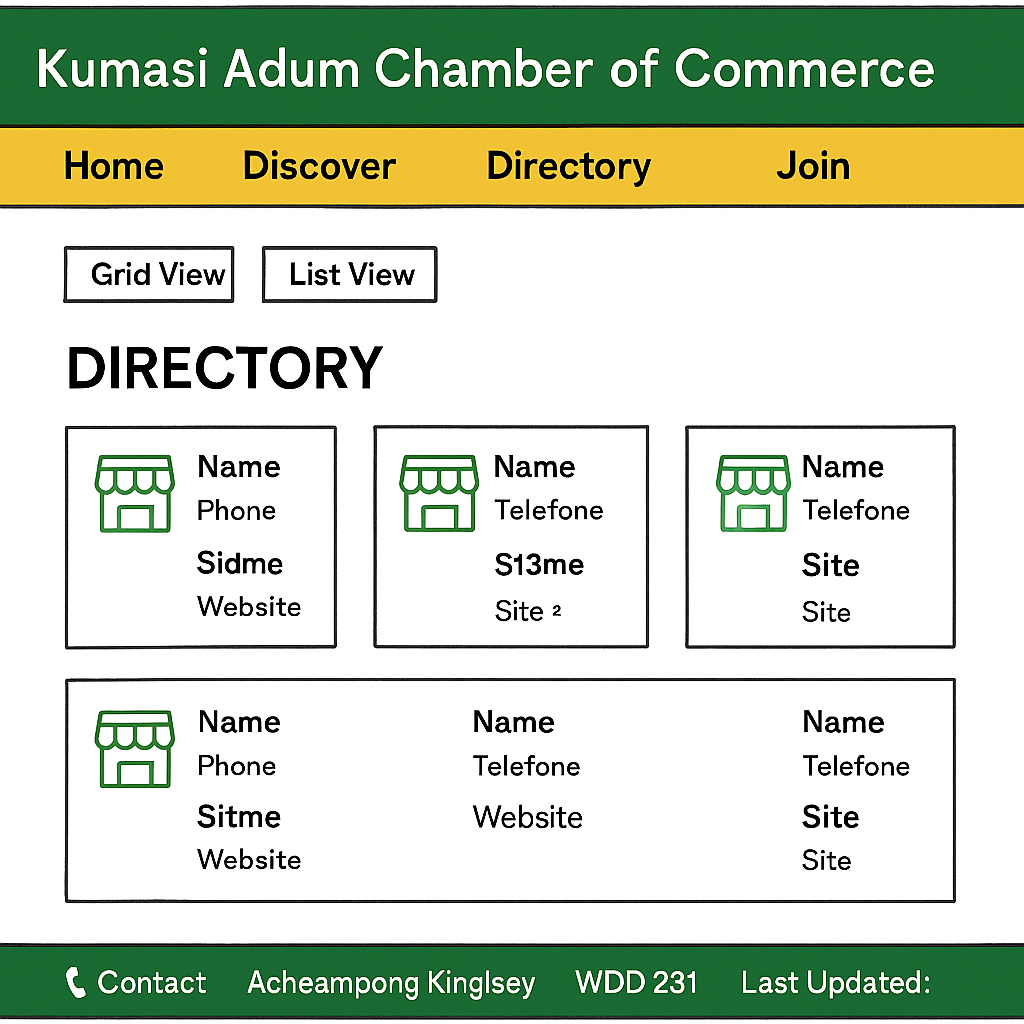 Kumasi Adum Chamber of Commerce
Home Discover Directory Join
Grid View List View
DIRECTORY
Name
Phone
Sidme
Website
Name
Telefone
S13me
Site ²
Name
Telefone
Site
Site
Name
Phone
Sitme
Website
Name
Telefone
Website
Name
Telefone
Site
Site
Contact Acheampong Kinglsey WDD 231 Last Updated: